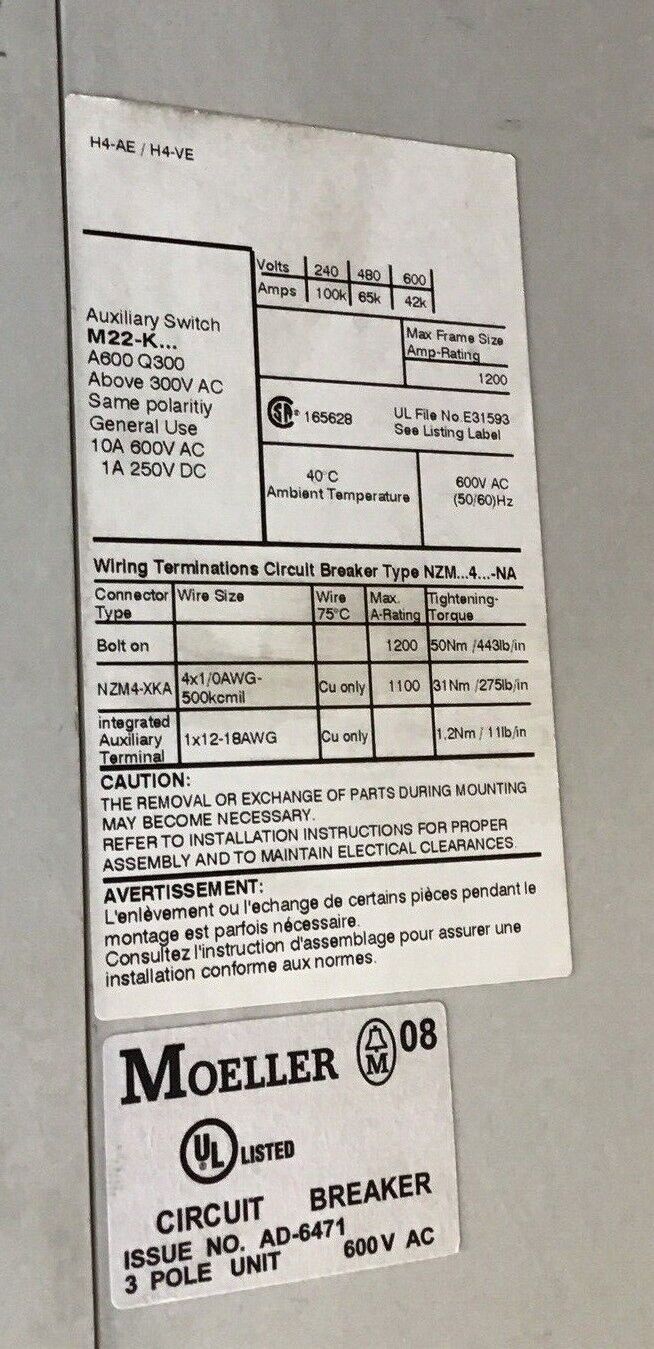 H4-AE / H4-VE
Volts 240 480 600
Amps 100k 65k 42k
Max Frame Size
Amp-Rating
1200
Auxiliary Switch
M22-K...
A600 Q300
Above 300V AC
Same polaritiy
General Use
10A 600V AC
1A 250V DC
SA® 165628
UL File No.E31593
See Listing Label
40°C
Ambient Temperature
600V AC
(50/60)Hz
Wiring Terminations Circuit Breaker Type NZM...4...-NA
Connector Type Wire Size Wire 75°C Max. A-Rating Tightening-Torque
Bolt on 1200 50Nm /443lb/in
NZM4-XKA 4x1/0AWG-500kcmil Cu only 1100 31Nm /275lb/in
integrated Auxiliary Terminal 1x12-18AWG Cu only 1.2Nm / 11lb/in
CAUTION:
THE REMOVAL OR EXCHANGE OF PARTS DURING MOUNTING
MAY BECOME NECESSARY.
REFER TO INSTALLATION INSTRUCTIONS FOR PROPER
ASSEMBLY AND TO MAINTAIN ELECTICAL CLEARANCES.
AVERTISSEMENT:
L'enlèvement ou l'echange de certains pièces pendant le
montage est parfois nécessaire.
Consultez l'instruction d'assemblage pour assurer une
installation conforme aux normes.
MOELLER M 08
UL® LISTED
CIRCUIT BREAKER
ISSUE NO. AD-6471
3 POLE UNIT 600V AC